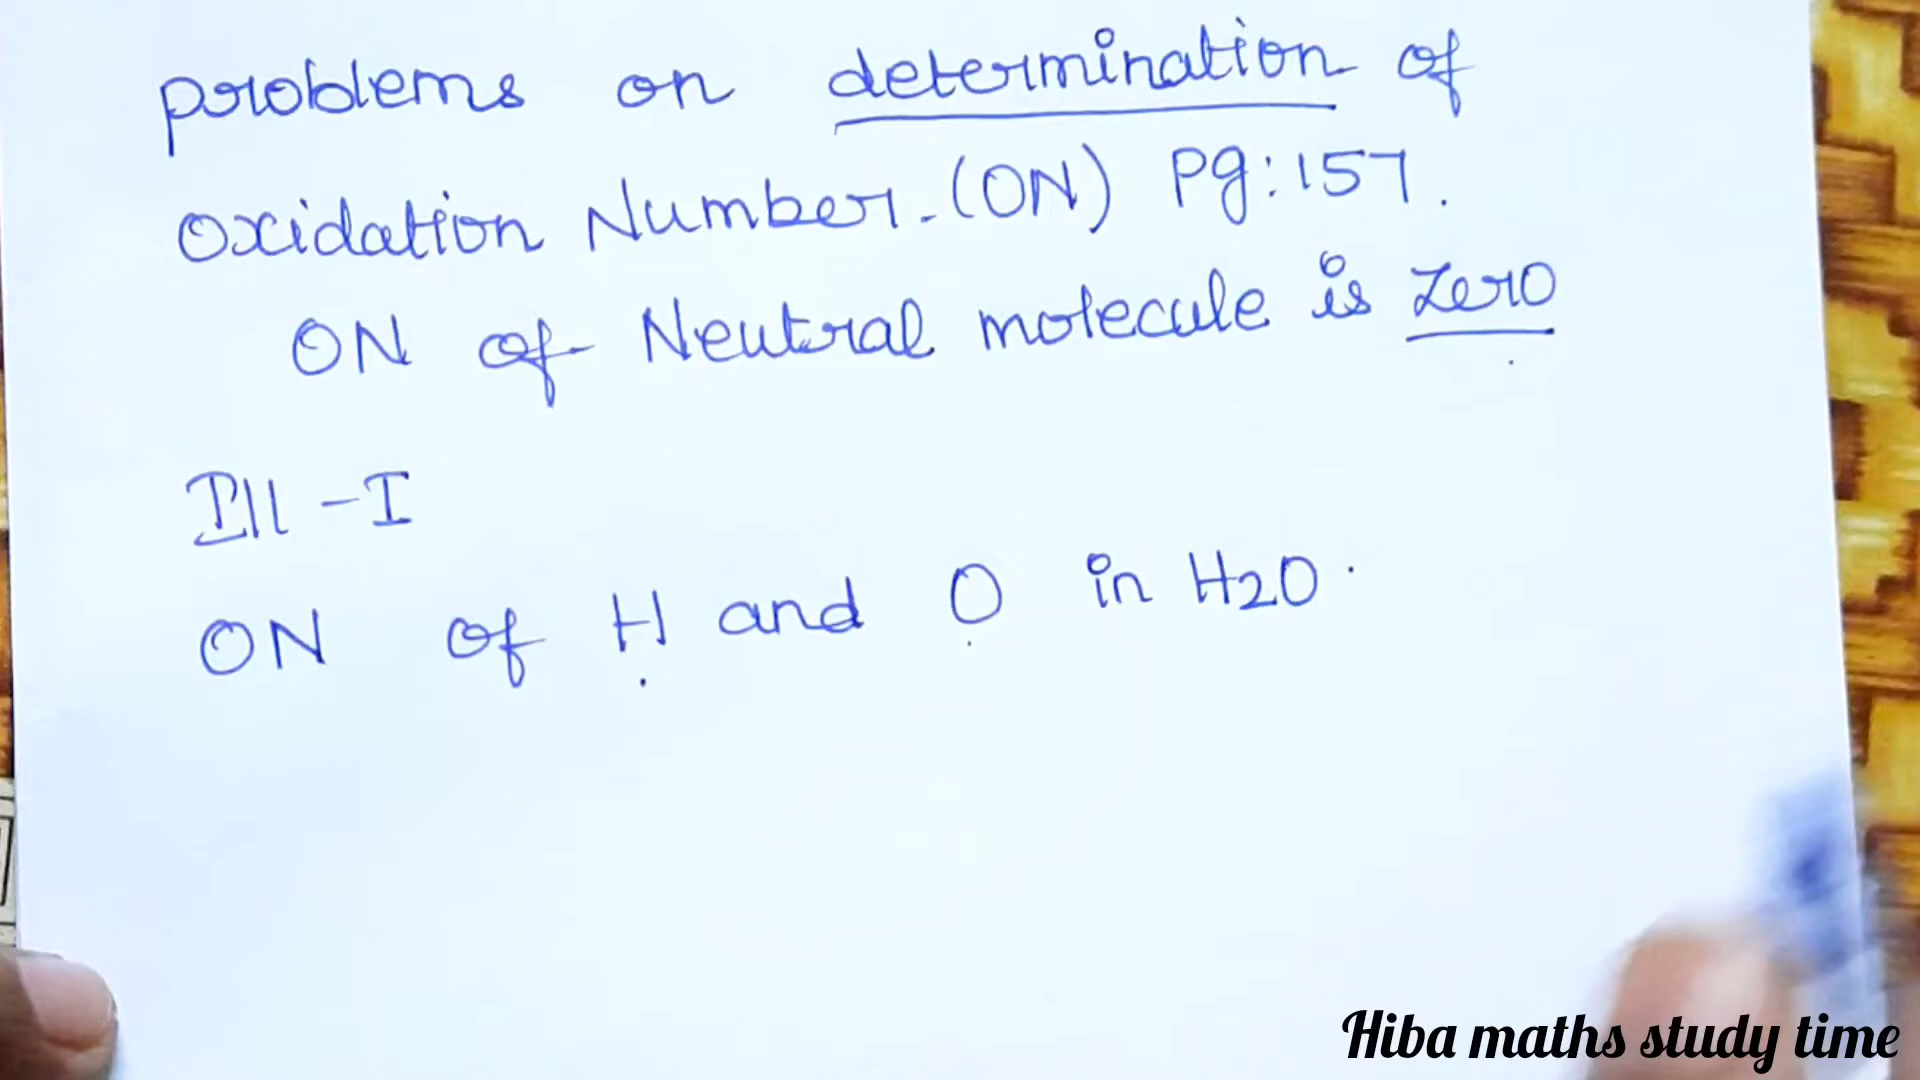 problems on determination of
Oxidation Number. (ON) Pg: 157.
ON of Neutral molecule is Zero
Ill - I
ON of H and O in H2O.
Hiba maths study time